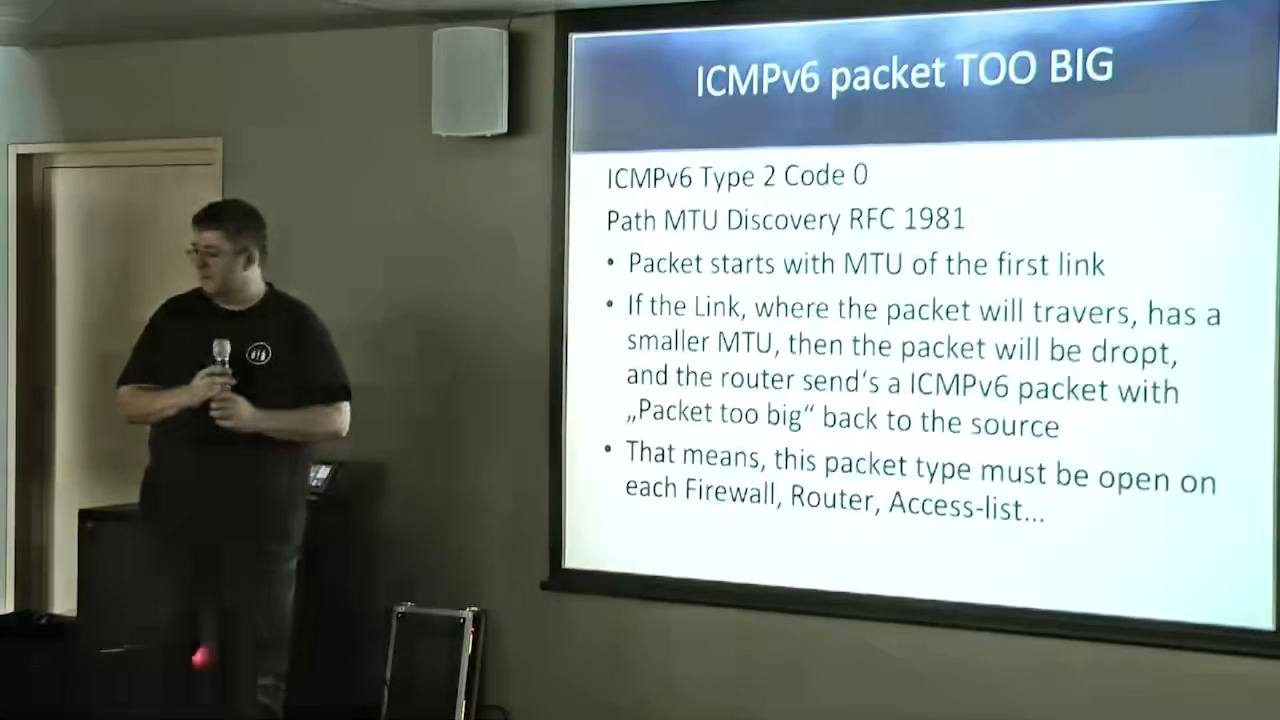 ICMPv6 packet TOO BIG
ICMPv6 Type 2 Code 0
Path MTU Discovery RFC 1981
• Packet starts with MTU of the first link
• If the Link, where the packet will travers, has a
smaller MTU, then the packet will be dropt,
and the router send‘s a ICMPv6 packet with
„Packet too big“ back to the source
• That means, this packet type must be open on
each Firewall, Router, Access-list...